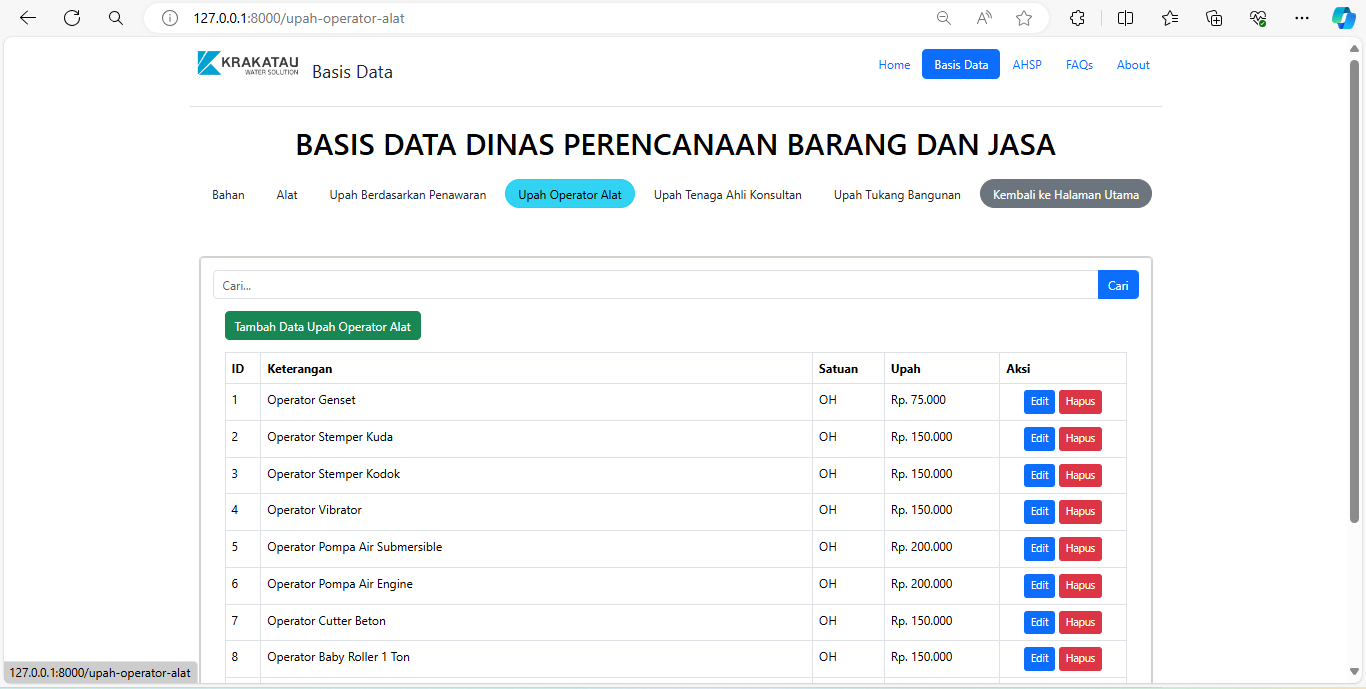 127.0.0.1:8000/upah-operator-alat
KRAKATAU
WATER SOLUTION
Basis Data
Home Basis Data AHSP FAQs About
BASIS DATA DINAS PERENCANAAN BARANG DAN JASA
Bahan Alat Upah Berdasarkan Penawaran Upah Operator Alat Upah Tenaga Ahli Konsultan Upah Tukang Bangunan Kembali ke Halaman Utama
Cari... Cari
Tambah Data Upah Operator Alat
ID Keterangan Satuan Upah Aksi
1 Operator Genset OH Rp. 75.000 Edit Hapus
2 Operator Stemper Kuda OH Rp. 150.000 Edit Hapus
3 Operator Stemper Kodok OH Rp. 150.000 Edit Hapus
4 Operator Vibrator OH Rp. 150.000 Edit Hapus
5 Operator Pompa Air Submersible OH Rp. 200.000 Edit Hapus
6 Operator Pompa Air Engine OH Rp. 200.000 Edit Hapus
7 Operator Cutter Beton OH Rp. 150.000 Edit Hapus
8 Operator Baby Roller 1 Ton OH Rp. 150.000 Edit Hapus
127.0.0.1:8000/upah-operator-alat